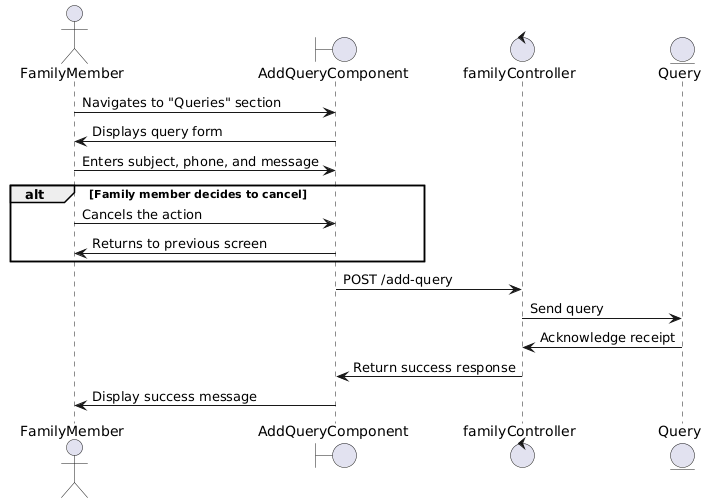 FamilyMember AddQueryComponent familyController Query
Navigates to "Queries" section
Displays query form
Enters subject, phone, and message
alt [Family member decides to cancel]
Cancels the action
Returns to previous screen
POST /add-query
Send query
Acknowledge receipt
Return success response
Display success message
FamilyMember AddQueryComponent familyController Query